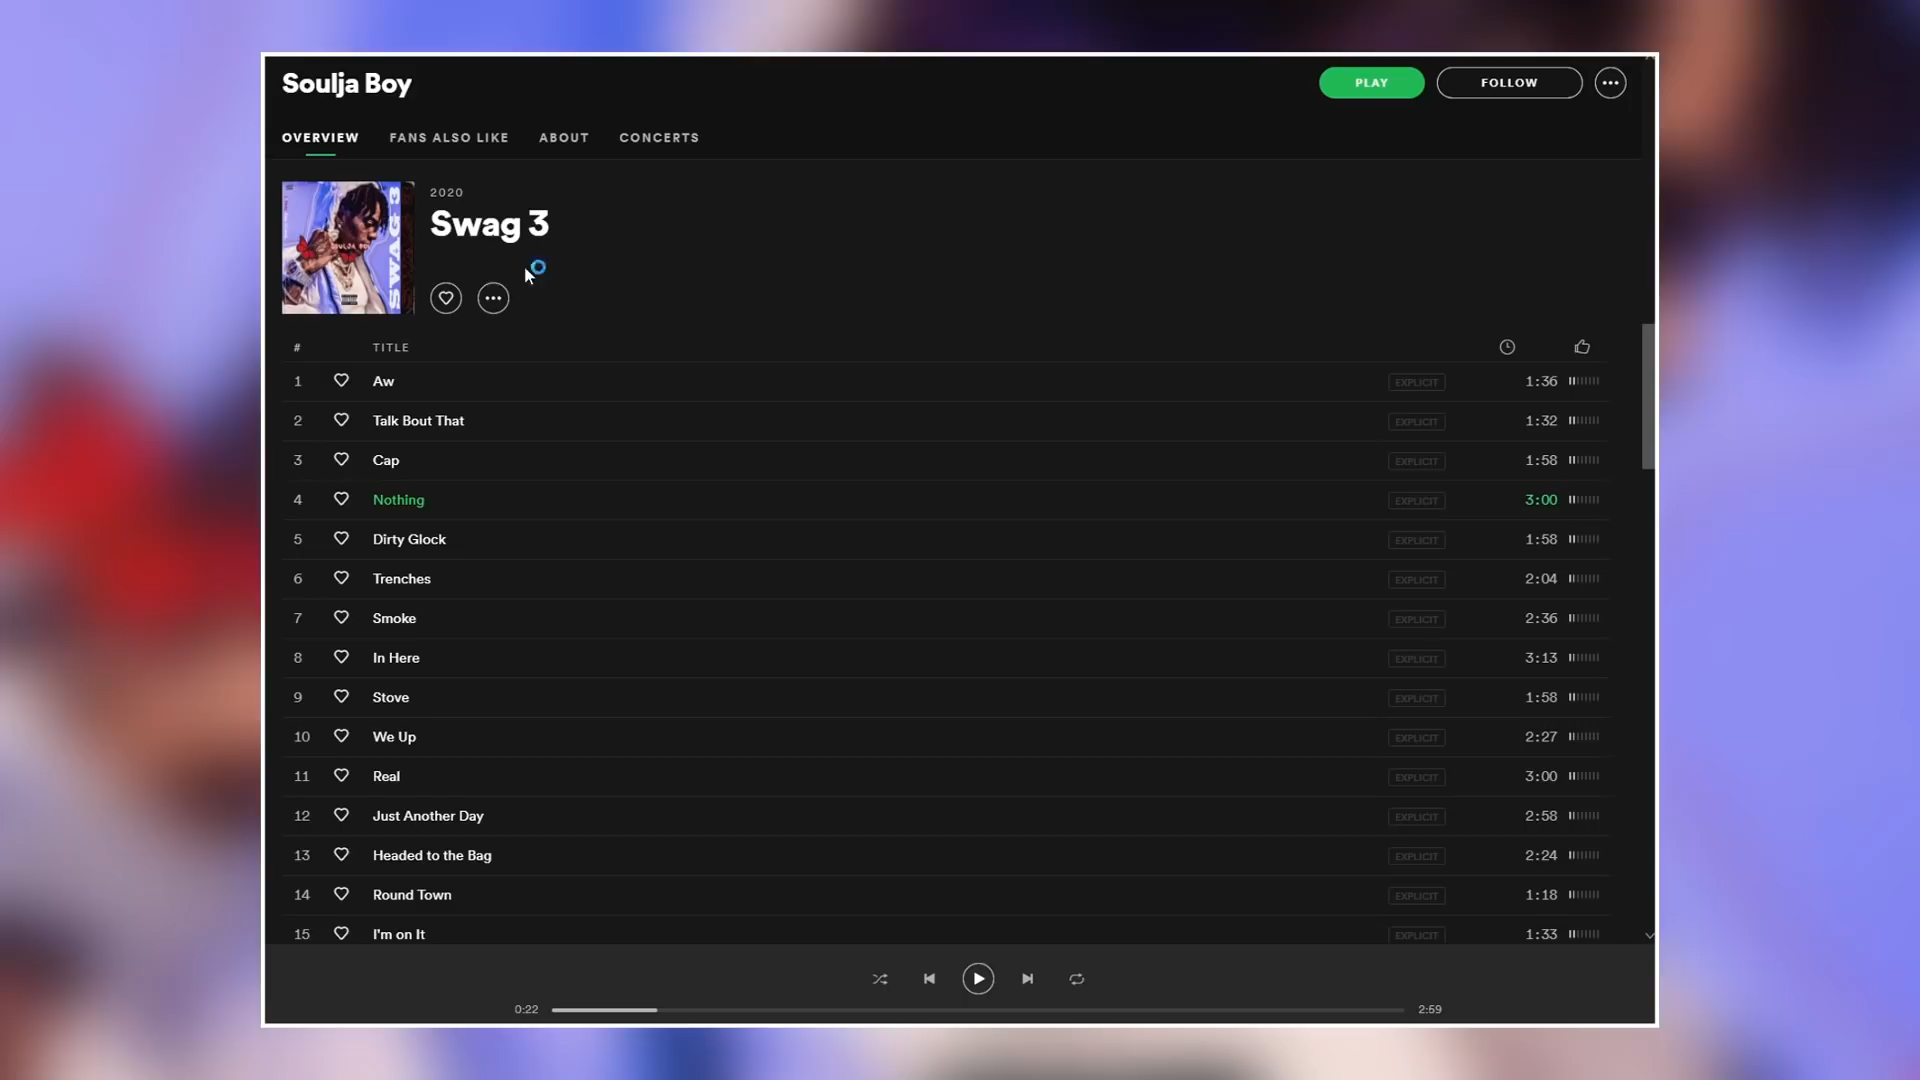 Soulja Boy
PLAY
FOLLOW
OVERVIEW FANS ALSO LIKE ABOUT CONCERTS
SOULJA BOY
SWAG 3
2020
Swag 3
# TITLE
1 Aw EXPLICIT 1:36
2 Talk Bout That EXPLICIT 1:32
3 Cap EXPLICIT 1:58
4 Nothing EXPLICIT 3:00
5 Dirty Glock EXPLICIT 1:58
6 Trenches EXPLICIT 2:04
7 Smoke EXPLICIT 2:36
8 In Here EXPLICIT 3:13
9 Stove EXPLICIT 1:58
10 We Up EXPLICIT 2:27
11 Real EXPLICIT 3:00
12 Just Another Day EXPLICIT 2:58
13 Headed to the Bag EXPLICIT 2:24
14 Round Town EXPLICIT 1:18
15 I'm on It EXPLICIT 1:33
0:22 2:59